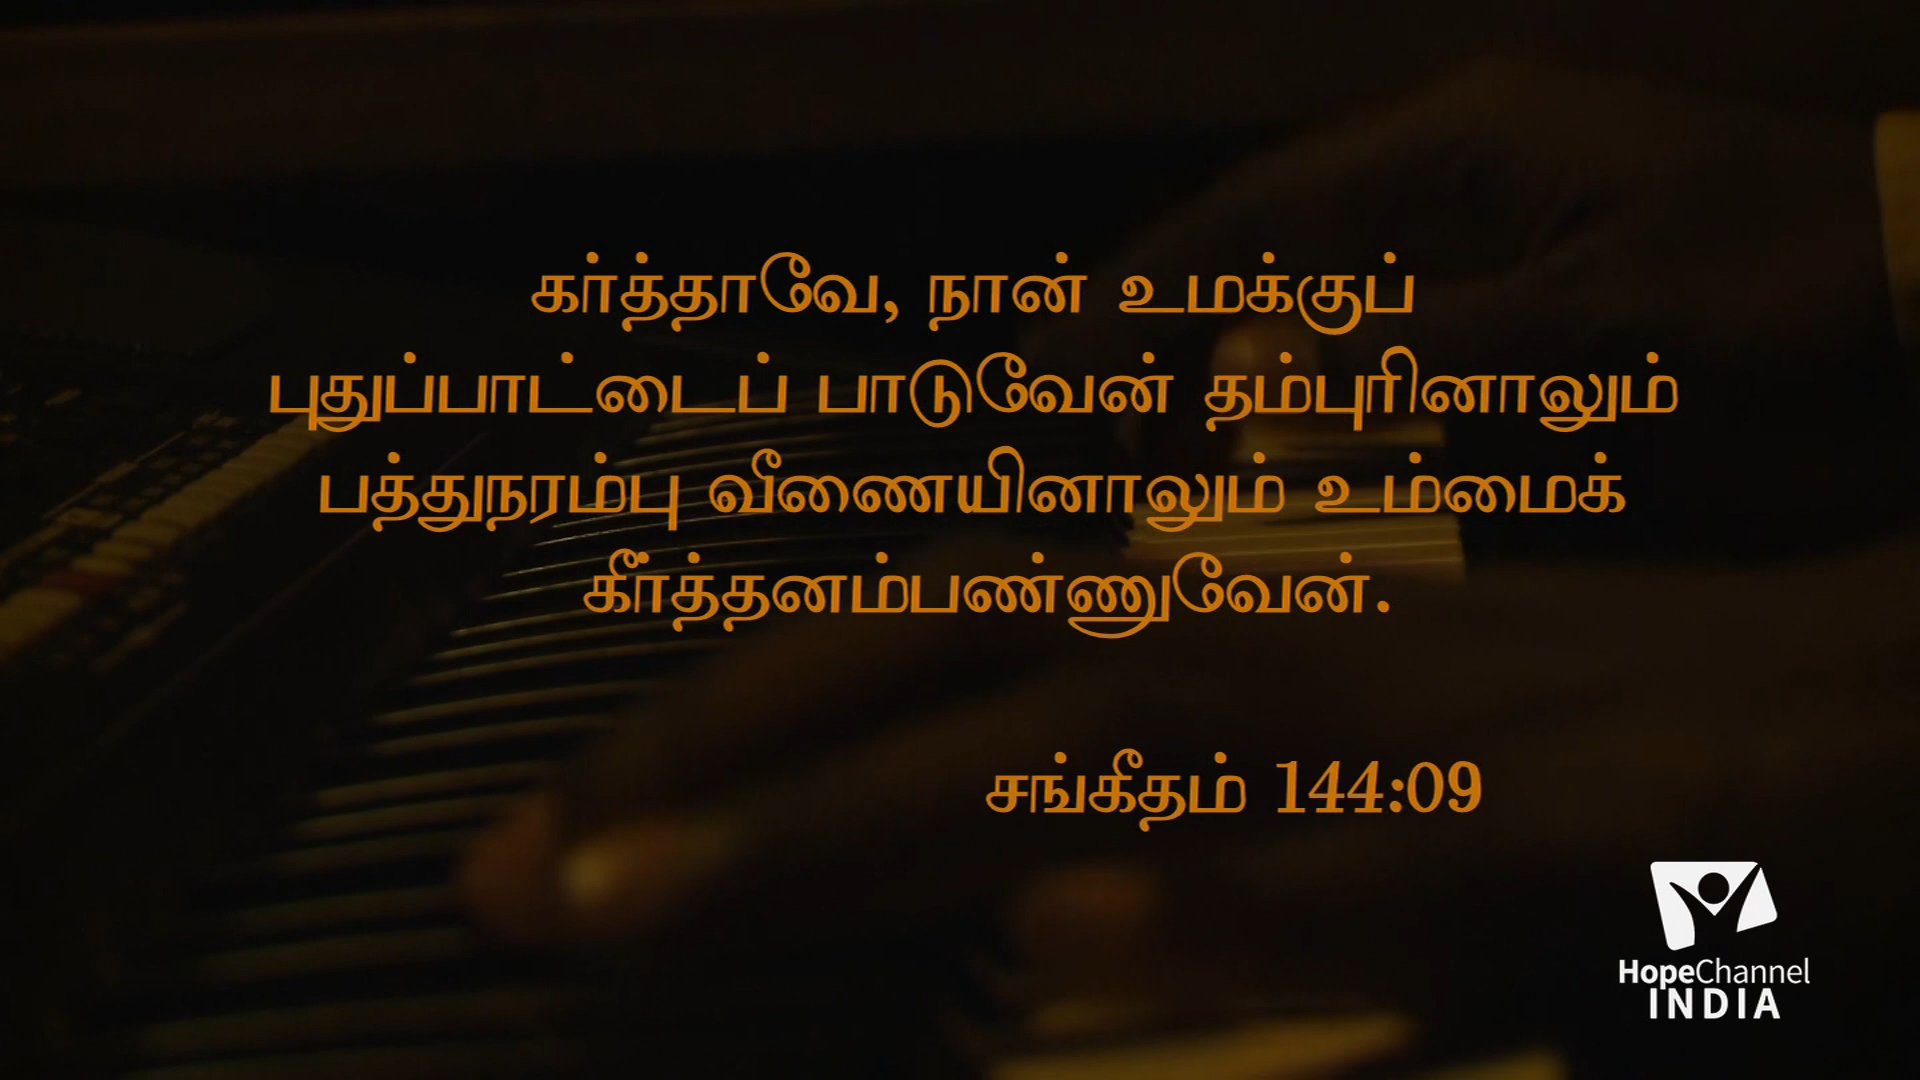 கர்த்தாவே, நான் உமக்குப்
புதுப்பாட்டைப் பாடுவேன் தம்புரினாலும்
பத்துநரம்பு வீணையினாலும் உம்மைக்
கீர்த்தனம்பண்ணுவேன்.
சங்கீதம் 144:09
HopeChannel
INDIA